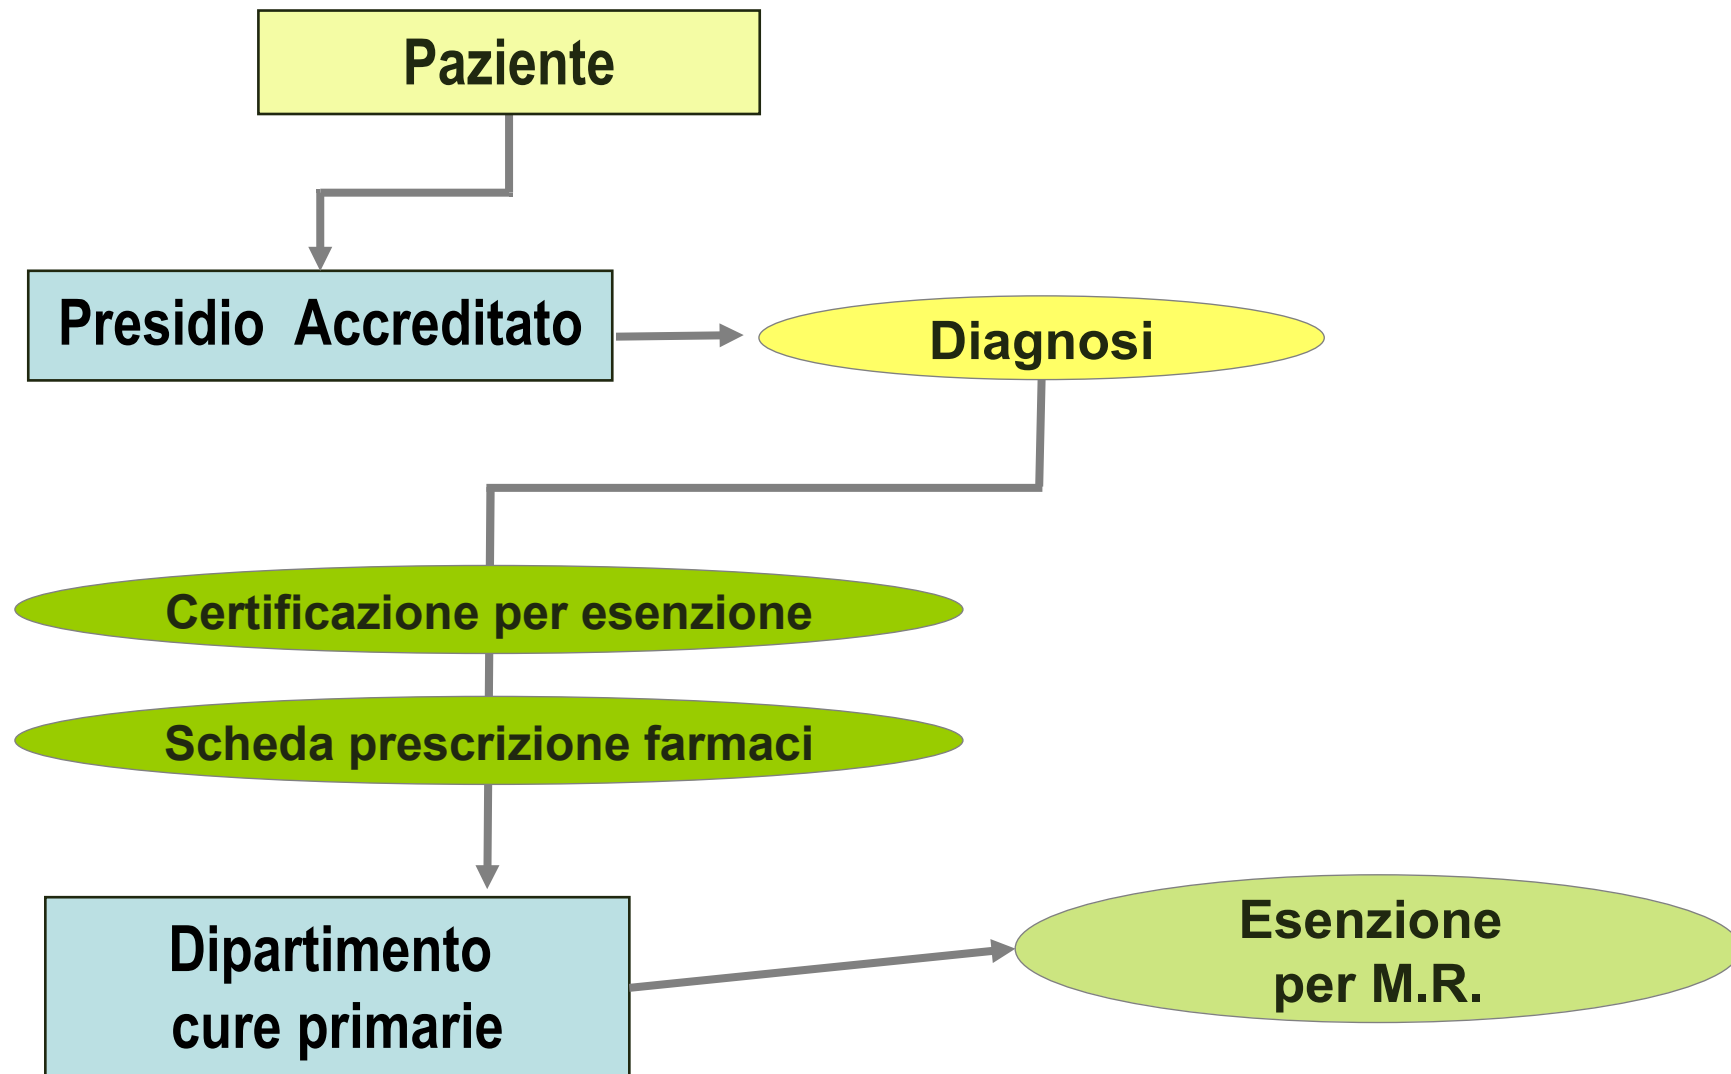 Paziente
Presidio Accreditato
Diagnosi
Certificazione per esenzione
Scheda prescrizione farmaci
Dipartimento
cure primarie
Esenzione
per M.R.